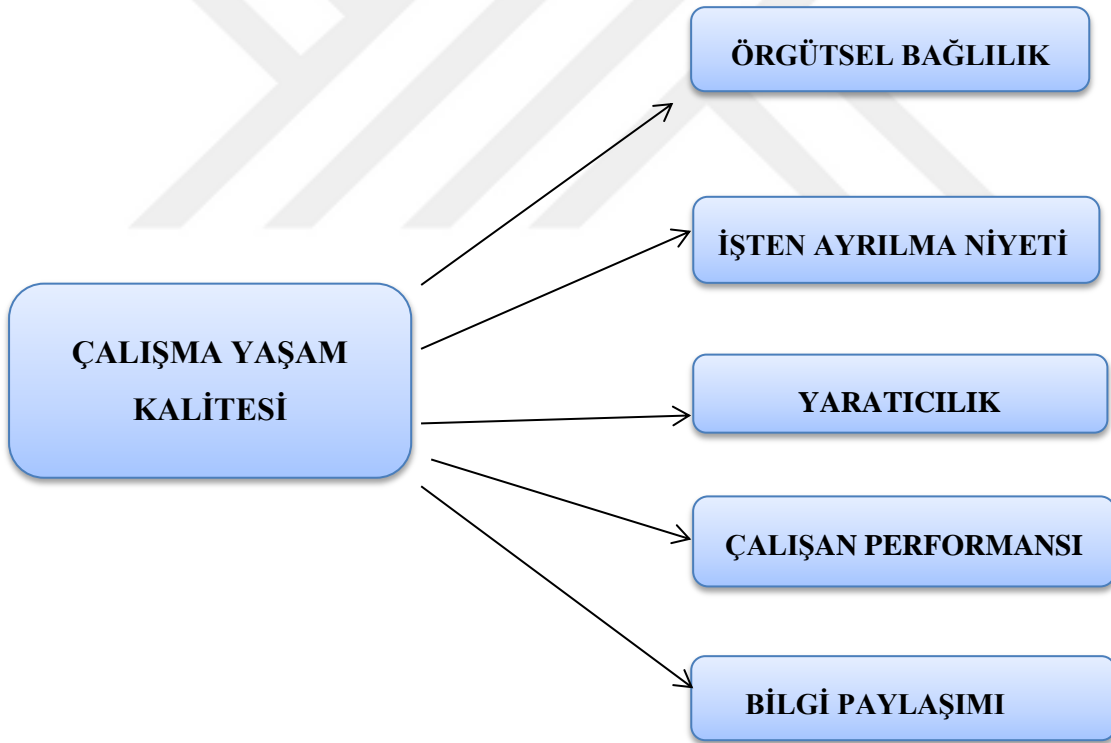 ÖRGÜTSEL BAĞLILIK
İŞTEN AYRILMA NİYETİ
ÇALIŞMA YAŞAM
KALİTESİ
YARATICILIK
ÇALIŞAN PERFORMANSI
BİLGİ PAYLAŞIMI